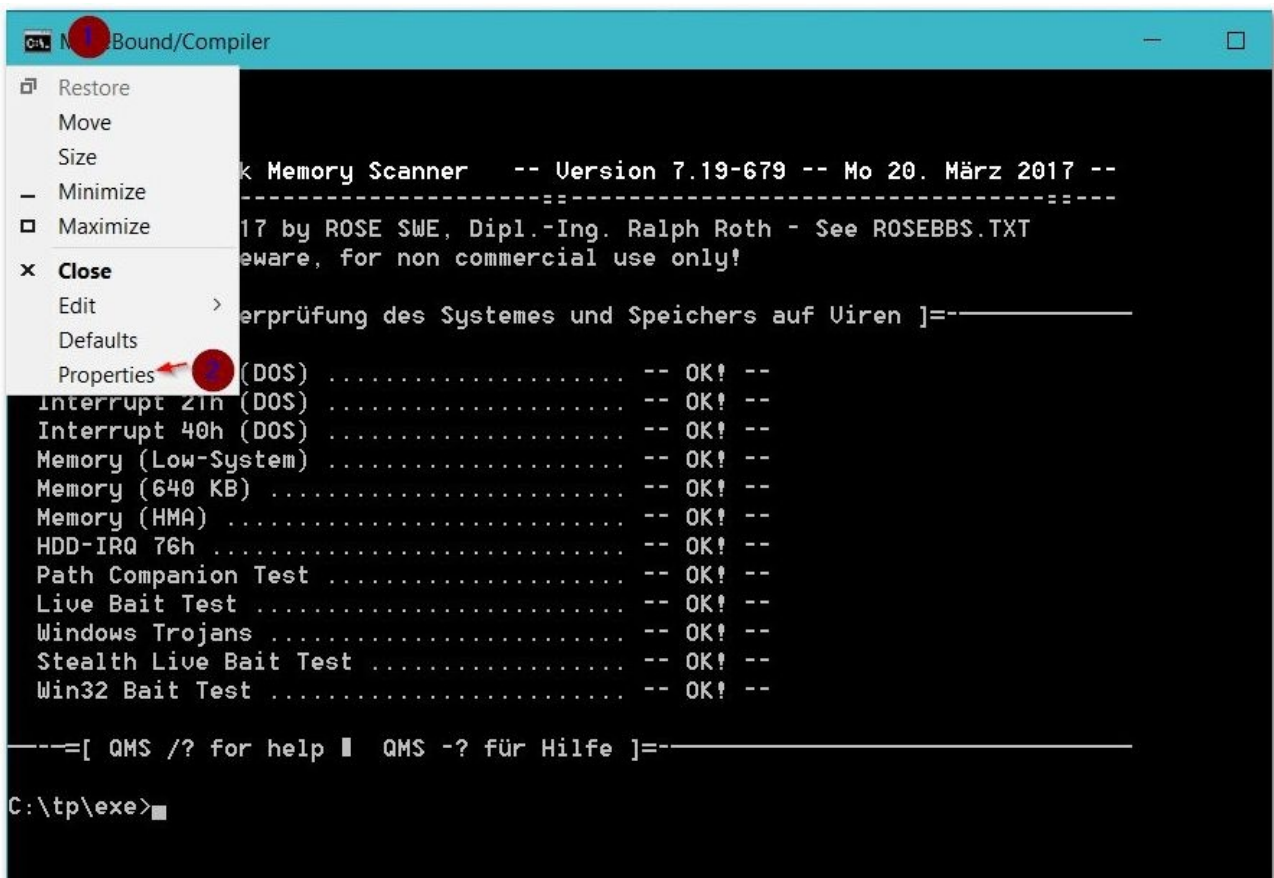 1
Bound/Compiler
Restore
Move
Size
Minimize
Maximize
Close
Edit
Defaults
Properties
2
k Memory Scanner -- Version 7.19-679 -- Mo 20. März 2017 --
17 by ROSE SWE, Dipl.-Ing. Ralph Roth - See ROSEBBS.TXT
eware, for non commercial use only!
erprüfung des Systemes und Speichers auf Viren ]=-
(DOS) ...................... -- OK! --
Interrupt 21h (DOS) ..................... -- OK! --
Interrupt 40h (DOS) ..................... -- OK! --
Memory (Low-System) ..................... -- OK! --
Memory (640 KB) ......................... -- OK! --
Memory (HMA) ............................ -- OK! --
HDD-IRQ 76h ............................. -- OK! --
Path Companion Test ..................... -- OK! --
Live Bait Test .......................... -- OK! --
Windows Trojans ......................... -- OK! --
Stealth Live Bait Test .................. -- OK! --
Win32 Bait Test ......................... -- OK! --
---=[ QMS /? for help ▌ QMS -? für Hilfe ]=--
C:\tp\exe>